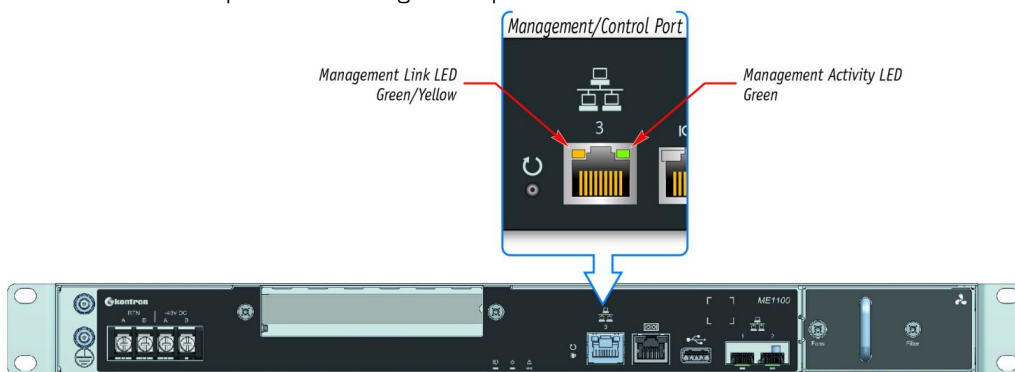 Management/Control Port
Management Link LED
Green/Yellow
Management Activity LED
Green
3
kontron
RTN
-48V DC
A B A B
3
ME1100
1 2
Fans
Filter